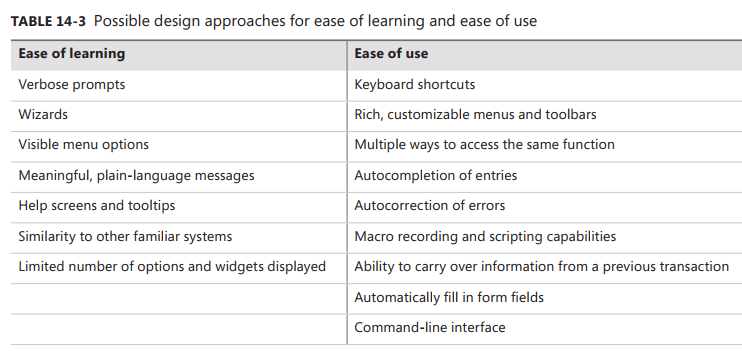 TABLE 14-3 Possible design approaches for ease of learning and ease of use
Ease of learning Ease of use
Verbose prompts Keyboard shortcuts
Wizards Rich, customizable menus and toolbars
Visible menu options Multiple ways to access the same function
Meaningful, plain-language messages Autocompletion of entries
Help screens and tooltips Autocorrection of errors
Similarity to other familiar systems Macro recording and scripting capabilities
Limited number of options and widgets displayed Ability to carry over information from a previous transaction
Automatically fill in form fields
Command-line interface